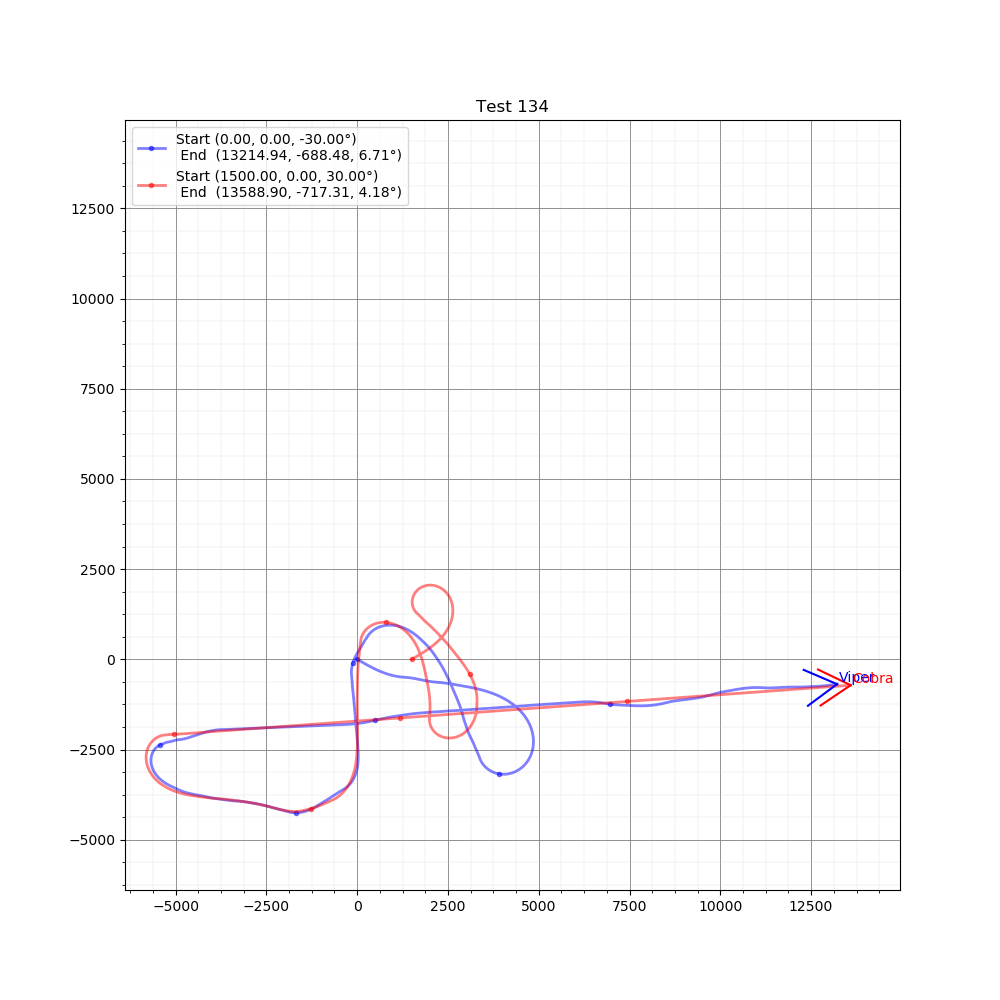 Test 134
Start (0.00, 0.00, -30.00°)
End (13214.94, -688.48, 6.71°)
Start (1500.00, 0.00, 30.00°)
End (13588.90, -717.31, 4.18°)
12500
10000
7500
5000
2500
0
−2500
−5000
Viper
Cobra
−5000 −2500 0 2500 5000 7500 10000 12500